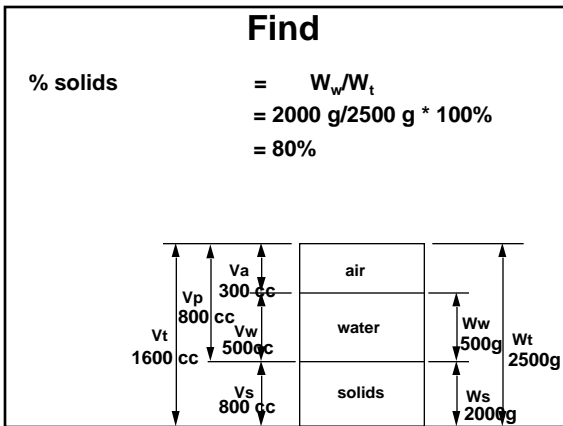 Find
% solids = Ww/Wt
= 2000 g/2500 g * 100%
= 80%
Va
300 cc
air
Vp
800 cc
Vt
1600 cc
Vw
500cc
water
Ww
500g
Wt
2500g
Vs
800 cc
solids
Ws
2000g